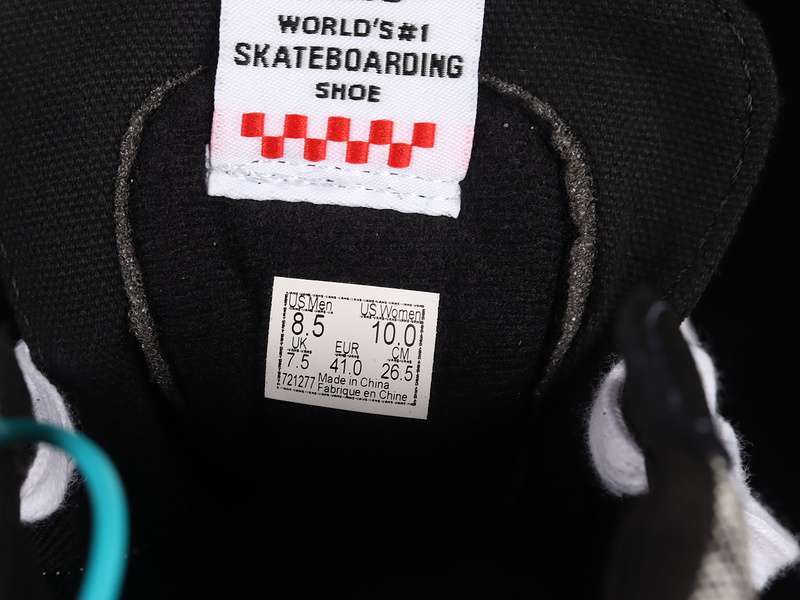 WORLD'S #1
SKATEBOARDING
SHOE
US Men US Women
8.5 10.0
UK EUR CM
7.5 41.0 26.5
721277 Made in China
Fabrique en Chine